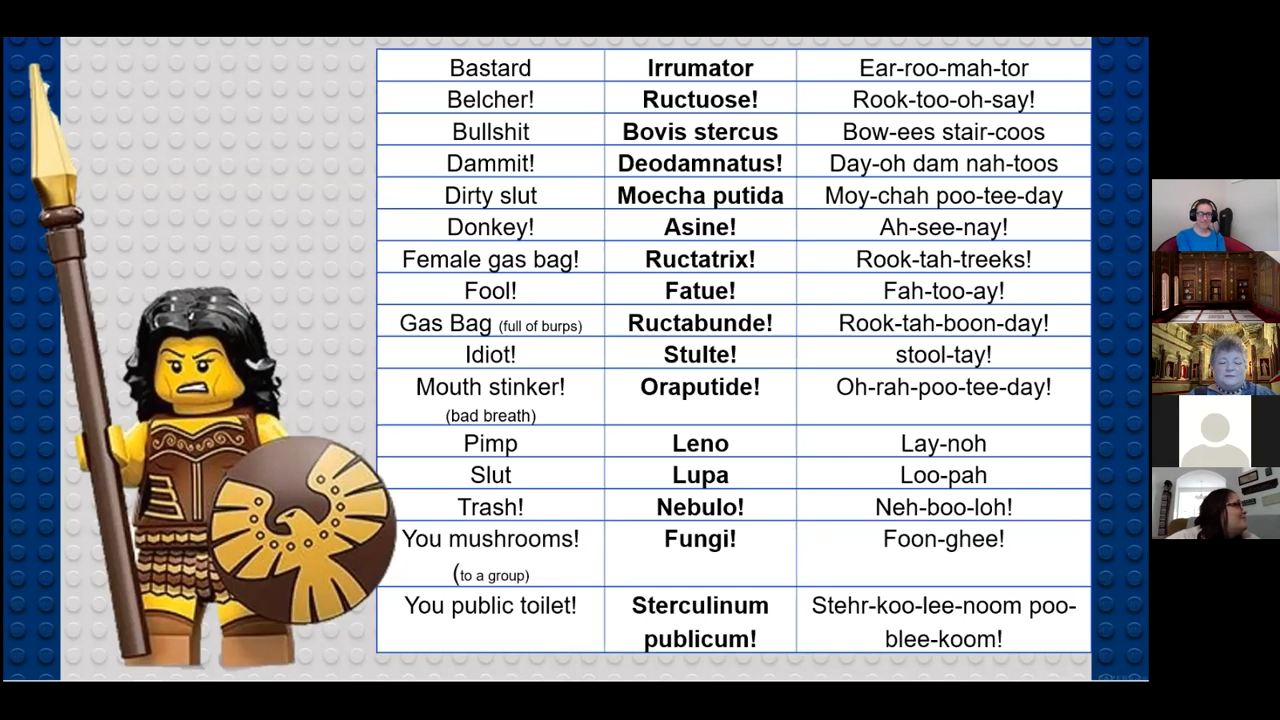 Bastard Irrumator Ear-roo-mah-tor
Belcher! Ructuose! Rook-too-oh-say!
Bullshit Bovis stercus Bow-ees stair-coos
Dammit! Deodamnatus! Day-oh dam nah-toos
Dirty slut Moecha putida Moy-chah poo-tee-day
Donkey! Asine! Ah-see-nay!
Female gas bag! Ructatrix! Rook-tah-treeks!
Fool! Fatue! Fah-too-ay!
Gas Bag (full of burps) Ructabunde! Rook-tah-boon-day!
Idiot! Stulte! stool-tay!
Mouth stinker! Oraputide! Oh-rah-poo-tee-day!
(bad breath)
Pimp Leno Lay-noh
Slut Lupa Loo-pah
Trash! Nebulo! Neh-boo-loh!
You mushrooms! Fungi! Foon-ghee!
(to a group)
You public toilet! Sterculinum Stehr-koo-lee-noom poo-
publicum! blee-koom!